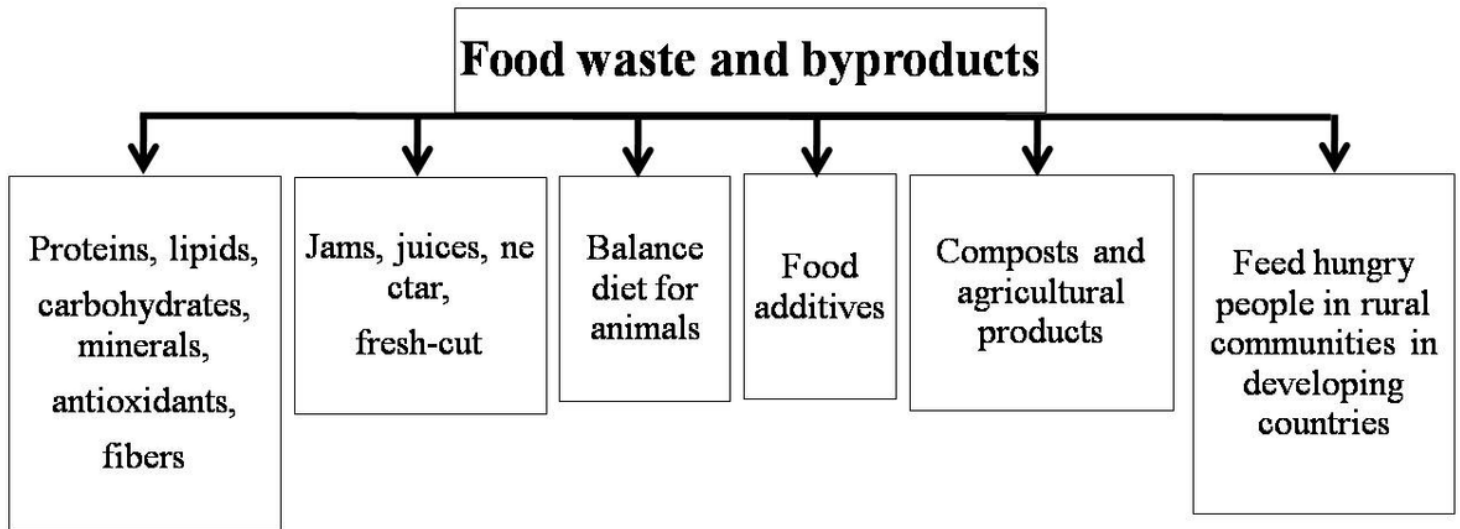 Food waste and byproducts
Proteins, lipids,
carbohydrates,
minerals,
antioxidants,
fibers
Jams, juices, ne
ctar,
fresh-cut
Balance
diet for
animals
Food
additives
Composts and
agricultural
products
Feed hungry
people in rural
communities in
developing
countries